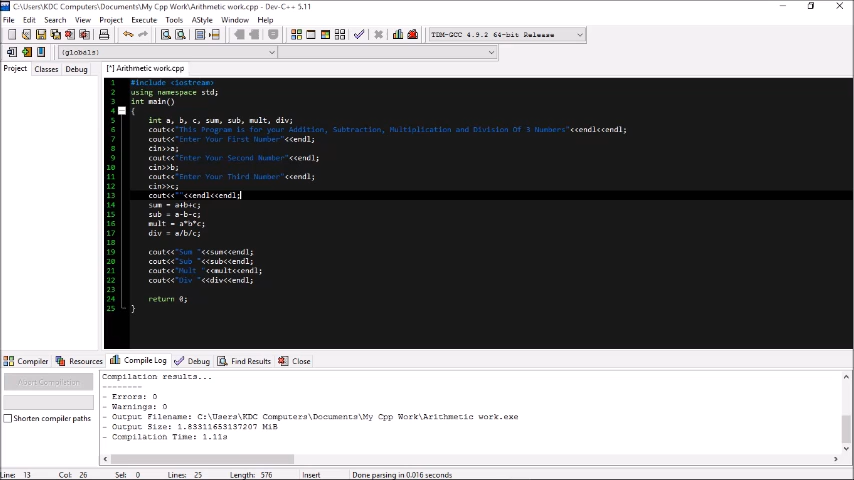 C:\Users\KDC Computers\Documents\My Cpp Work\Arithmetic work.cpp - Dev-C++ 5.11
File Edit Search View Project Execute Tools AStyle Window Help
TDM-GCC 4.9.2 64-bit Release
(globals)
Project Classes Debug [*] Arithmetic work.cpp
1 #include <iostream>
2 using namespace std;
3 int main()
4 {
5 int a, b, c, sum, sub, mult, div;
6 cout<<"This Program is for your Addition, Subtraction, Multiplication and Division Of 3 Numbers"<<endl<<endl;
7 cout<<"Enter Your First Number"<<endl;
8 cin>>a;
9 cout<<"Enter Your Second Number"<<endl;
10 cin>>b;
11 cout<<"Enter Your Third Number"<<endl;
12 cin>>c;
13 cout<<""<<endl<<endl;
14 sum = a+b+c;
15 sub = a-b-c;
16 mult = a*b*c;
17 div = a/b/c;
18
19 cout<<"Sum "<<sum<<endl;
20 cout<<"Sub "<<sub<<endl;
21 cout<<"Mult "<<mult<<endl;
22 cout<<"Div "<<div<<endl;
23
24 return 0;
25 }
Compiler Resources Compile Log Debug Find Results Close
Abort Compilation
Shorten compiler paths
Compilation results...
--------
- Errors: 0
- Warnings: 0
- Output Filename: C:\Users\KDC Computers\Documents\My Cpp Work\Arithmetic work.exe
- Output Size: 1.83311653137207 MiB
- Compilation Time: 1.11s
Line: 13 Col: 26 Sel: 0 Lines: 25 Length: 576 Insert Done parsing in 0.016 seconds